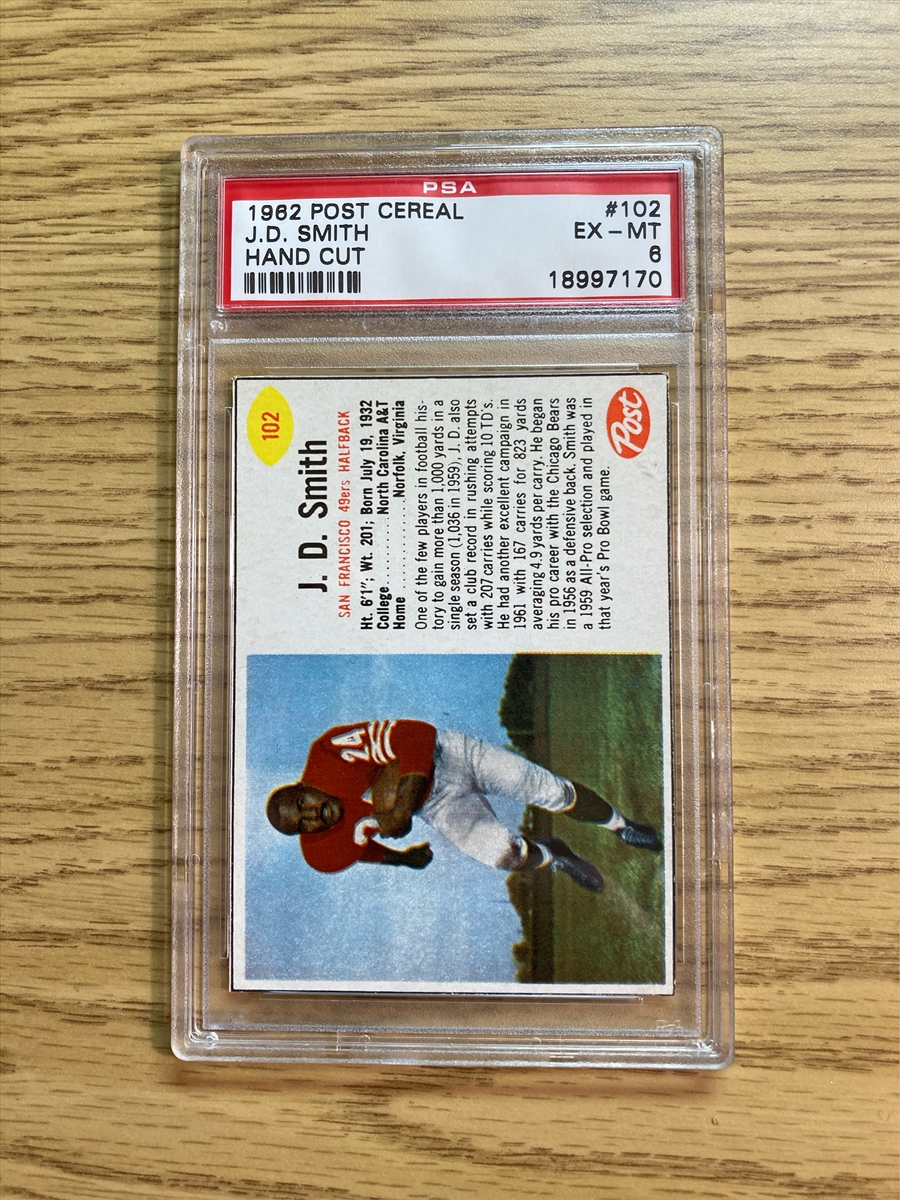 PSA
1962 POST CEREAL #102
J.D. SMITH EX-MT
HAND CUT 6
18997170
102
J. D. Smith
SAN FRANCISCO 49ers HALFBACK
Ht. 6'1"; Wt. 201; Born July 19, 1932
College.........North Carolina A&T
Home............Norfolk, Virginia
One of the few players in football his-
tory to gain more than 1,000 yards in a
single season (1,036 in 1959), J. D. also
set a club record in rushing attempts
with 207 carries while scoring 10 TD's.
He had another excellent campaign in
1961 with 167 carries for 823 yards
averaging 4.9 yards per carry. He began
his pro career with the Chicago Bears
in 1956 as a defensive back. Smith was
a 1959 All-Pro selection and played in
that year's Pro Bowl game.
Post
24